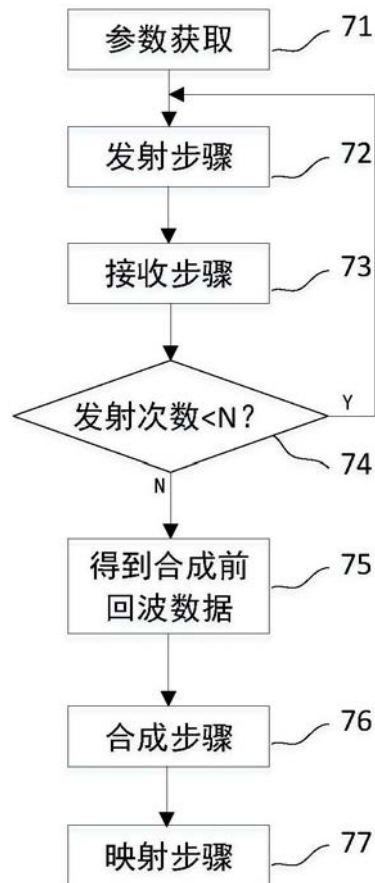 参数获取
71
发射步骤
72
接收步骤
73
发射次数<N?
Y
74
N
得到合成前
回波数据
75
合成步骤
76
映射步骤
77